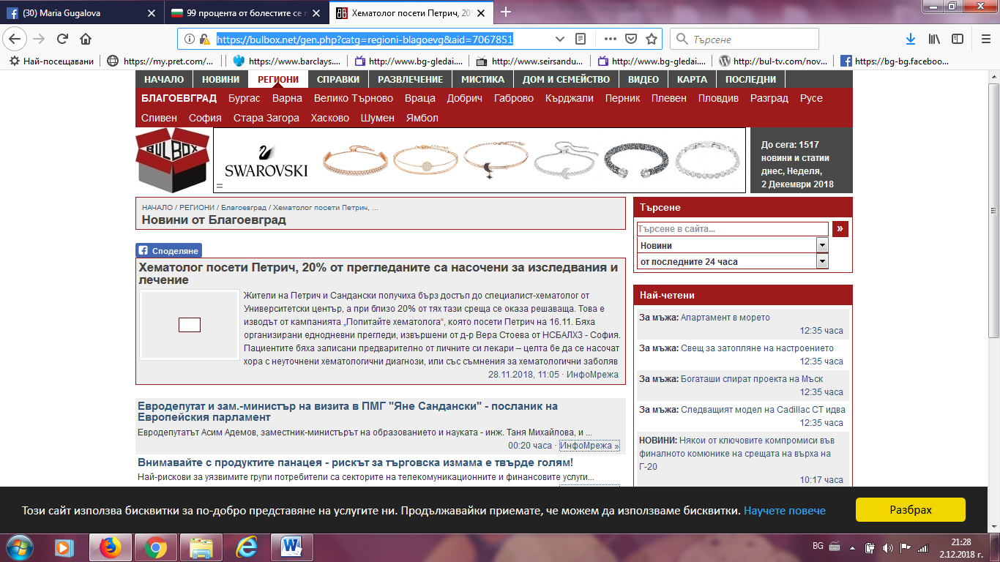 (30) Maria Gugalova
99 процента от болестите се п
Хематолог посети Петрич, 20%
https://bulbox.net/gen.php?catg=regioni-blagoevg&aid=7067851
Търсене
Най-посещавани
https://my.pret.com/...
https://www.barclays....
http://www.bg-gledai....
http://www.seirsandu...
http://www.bg-gledai....
http://bul-tv.com/nov...
https://bg-bg.faceboo...
НАЧАЛО НОВИНИ РЕГИОНИ СПРАВКИ РАЗВЛЕЧЕНИЕ МИСТИКА ДОМ И СЕМЕЙСТВО ВИДЕО КАРТА ПОСЛЕДНИ
БЛАГОЕВГРАД Бургас Варна Велико Търново Враца Добрич Габрово Кърджали Перник Плевен Пловдив Разград Русе
Сливен София Стара Загора Хасково Шумен Ямбол
BULBOX
SWAROVSKI
До сега: 1517
новини и статии
днес, Неделя,
2 Декември 2018
НАЧАЛО / РЕГИОНИ / Благоевград / Хематолог посети Петрич, ...
Новини от Благоевград
Споделяне
Хематолог посети Петрич, 20% от прегледаните са насочени за изследвания и
лечение
Жители на Петрич и Сандански получиха бърз достъп до специалист-хематолог от
Университетски център, а при близо 20% от тях тази среща се оказа решаваща. Това е
изводът от кампанията „Попитайте хематолога“, която посети Петрич на 16.11. Бяха
организирани еднодневни прегледи, извършени от д-р Вера Стоева от НСБАЛХЗ - София.
Пациентите бяха записани предварително от личните си лекари – целта бе да се насочат
хора с неуточнени хематологични диагнози, или със съмнения за хематологични заболяв
28.11.2018, 11:05 · ИнфоМрежа
Евродепутат и зам.-министър на визита в ПМГ "Яне Сандански" - посланик на
Европейския парламент
Евродепутатът Асим Адемов, заместник-министърът на образованието и науката - инж. Таня Михайлова, и ...
00:20 часа · ИнфоМрежа »
Внимавайте с продуктите панацея - рискът за търговска измама е твърде голям!
Най-рискови за уязвимите групи потребители са секторите на телекомуникационните и финансовите услуги...
Търсене
Търсене в сайта...
»
Новини
от последните 24 часа
Най-четени
За мъжа: Апартамент в морето
12:35 часа
За мъжа: Свещ за затопляне на настроението
12:35 часа
За мъжа: Богаташи спират проекта на Мъск
12:35 часа
За мъжа: Следващият модел на Cadillac CT идва
12:35 часа
НОВИНИ: Някои от ключовите компромиси във
финалното комюнике на срещата на върха на
Г-20
10:17 часа
Този сайт използва бисквитки за по-добро представяне на услугите ни. Продължавайки приемате, че можем да използваме бисквитки. Научете повече
Разбрах
BG
21:28
2.12.2018 г.